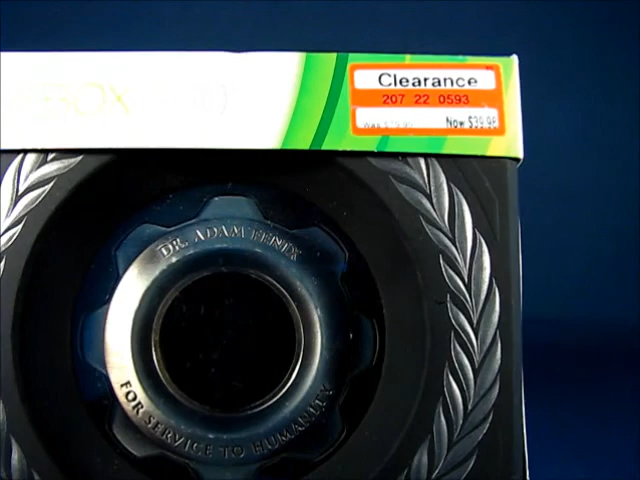 XBOX 360
Clearance
207 22 0593
Now $39.98
DR. ADAM FENIX
FOR SERVICE TO HUMANITY